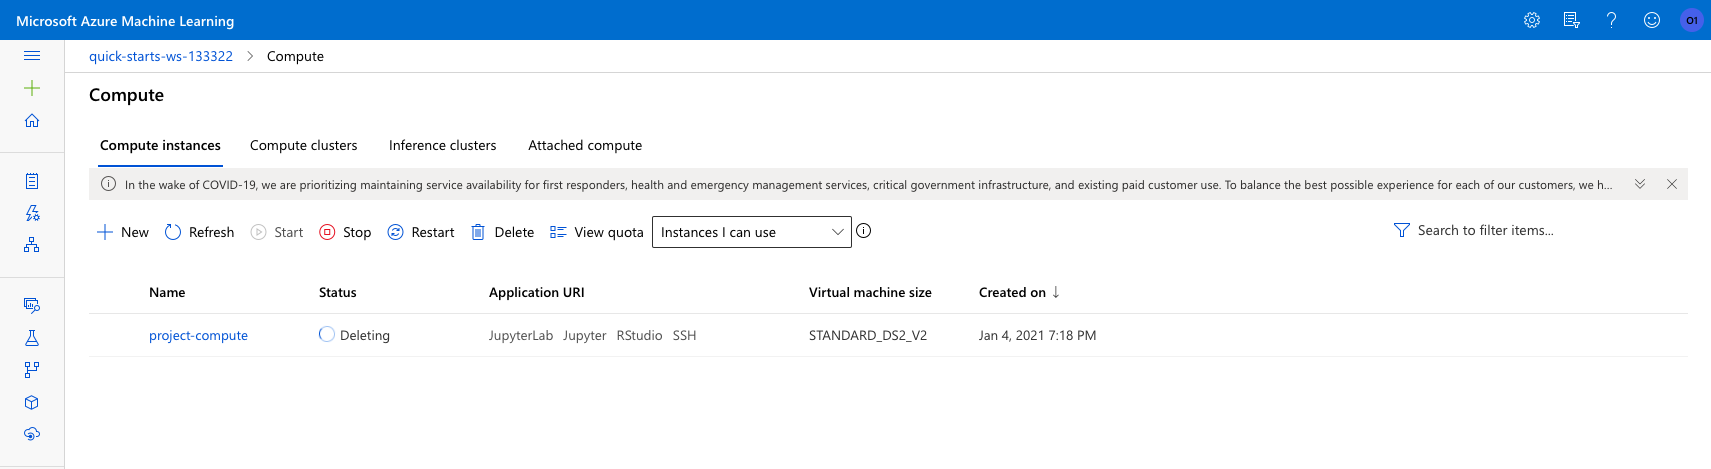 Microsoft Azure Machine Learning
O1
quick-starts-ws-133322 > Compute
Compute
Compute instances Compute clusters Inference clusters Attached compute
In the wake of COVID-19, we are prioritizing maintaining service availability for first responders, health and emergency management services, critical government infrastructure, and existing paid customer use. To balance the best possible experience for each of our customers, we h...
New Refresh Start Stop Restart Delete View quota Instances I can use Search to filter items...
Name Status Application URI Virtual machine size Created on ↓
project-compute Deleting JupyterLab Jupyter RStudio SSH STANDARD_DS2_V2 Jan 4, 2021 7:18 PM